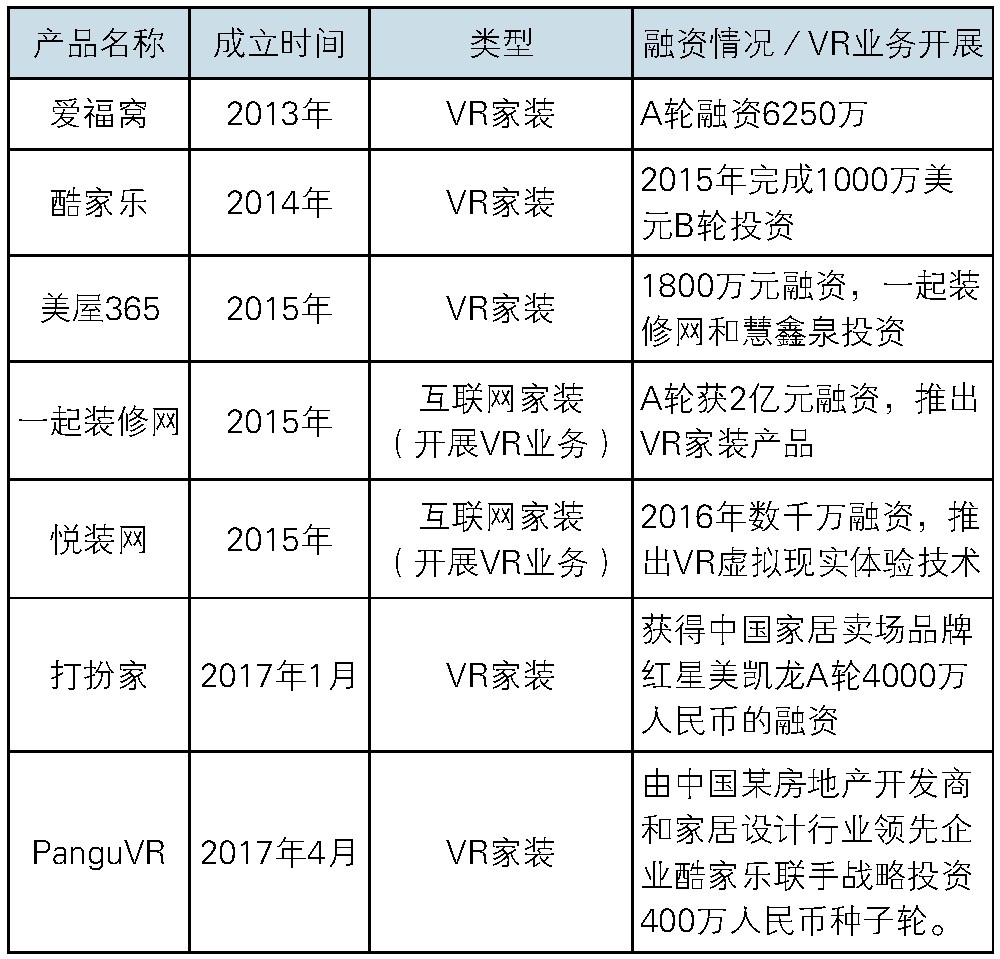 产品名称 成立时间 类型 融资情况／VR业务开展
爱福窝 2013年 VR家装 A轮融资6250万
酷家乐 2014年 VR家装 2015年完成1000万美
元B轮投资
美屋365 2015年 VR家装 1800万元融资，一起装
修网和慧鑫泉投资
一起装修网 2015年 互联网家装 A轮获2亿元融资，推出
（开展VR业务） VR家装产品
悦装网 2015年 互联网家装 2016年数千万融资，推
（开展VR业务） 出VR虚拟现实体验技术
打扮家 2017年1月 VR家装 获得中国家居卖场品牌
红星美凯龙A轮4000万
人民币的融资
PanguVR 2017年4月 VR家装 由中国某房地产开发商
和家居设计行业领先企
业酷家乐联手战略投资
400万人民币种子轮。